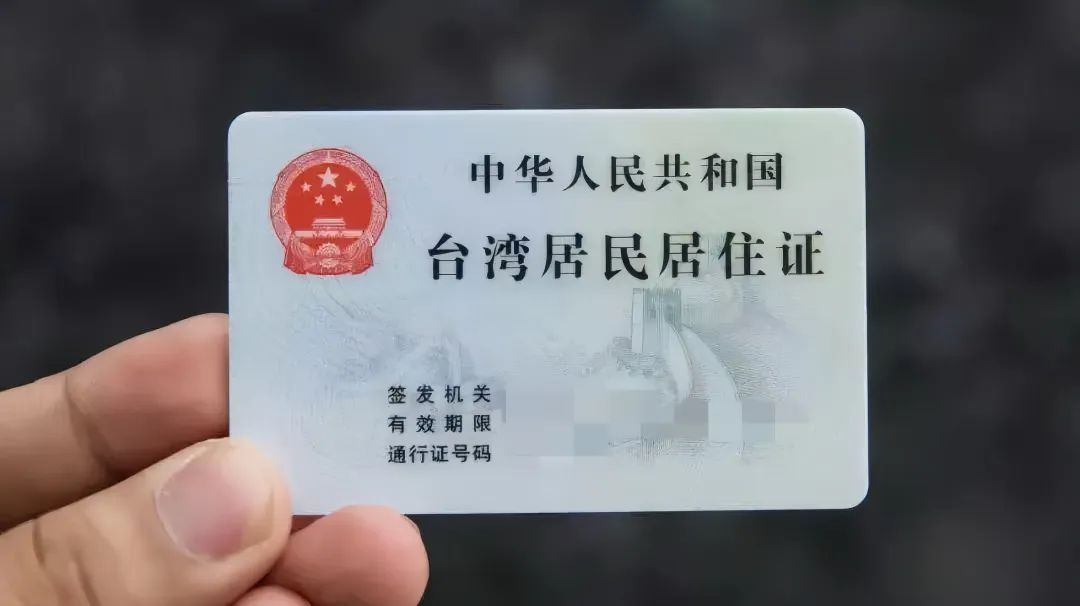 中华人民共和国
台湾居民居住证
签发机关
有效期限
通行证号码